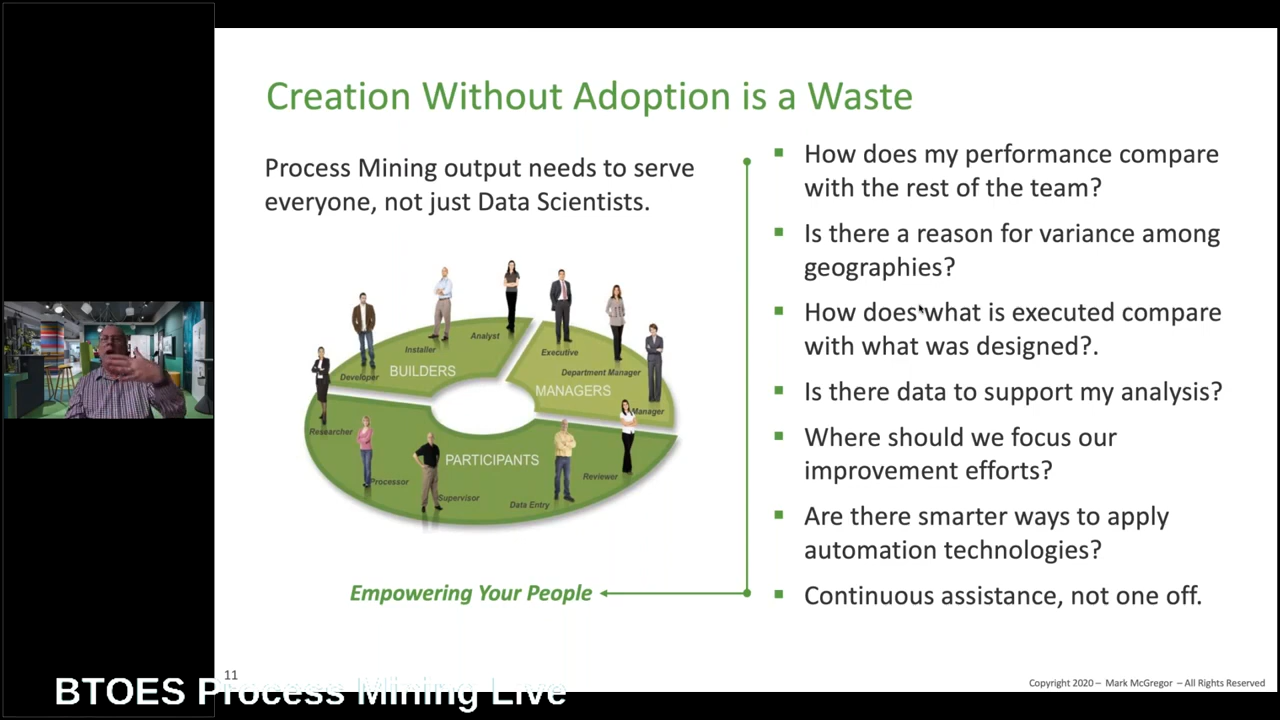 Creation Without Adoption is a Waste
Process Mining output needs to serve
everyone, not just Data Scientists.
Analyst
Installer
Developer
BUILDERS
Executive
Department Manager
MANAGERS
Manager
Researcher
PARTICIPANTS
Processor
Supervisor
Data Entry
Reviewer
Empowering Your People
▪ How does my performance compare
with the rest of the team?
▪ Is there a reason for variance among
geographies?
▪ How does what is executed compare
with what was designed?.
▪ Is there data to support my analysis?
▪ Where should we focus our
improvement efforts?
▪ Are there smarter ways to apply
automation technologies?
▪ Continuous assistance, not one off.
11
Copyright 2020 – Mark McGregor – All Rights Reserved
BTOES Process Mining Live